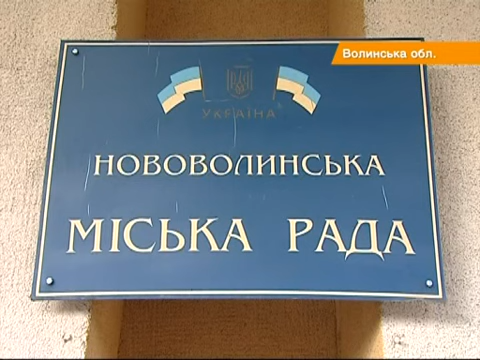 Волинська обл.
УКРАЇНА
НОВОВОЛИНСЬКА
МІСЬКА РАДА